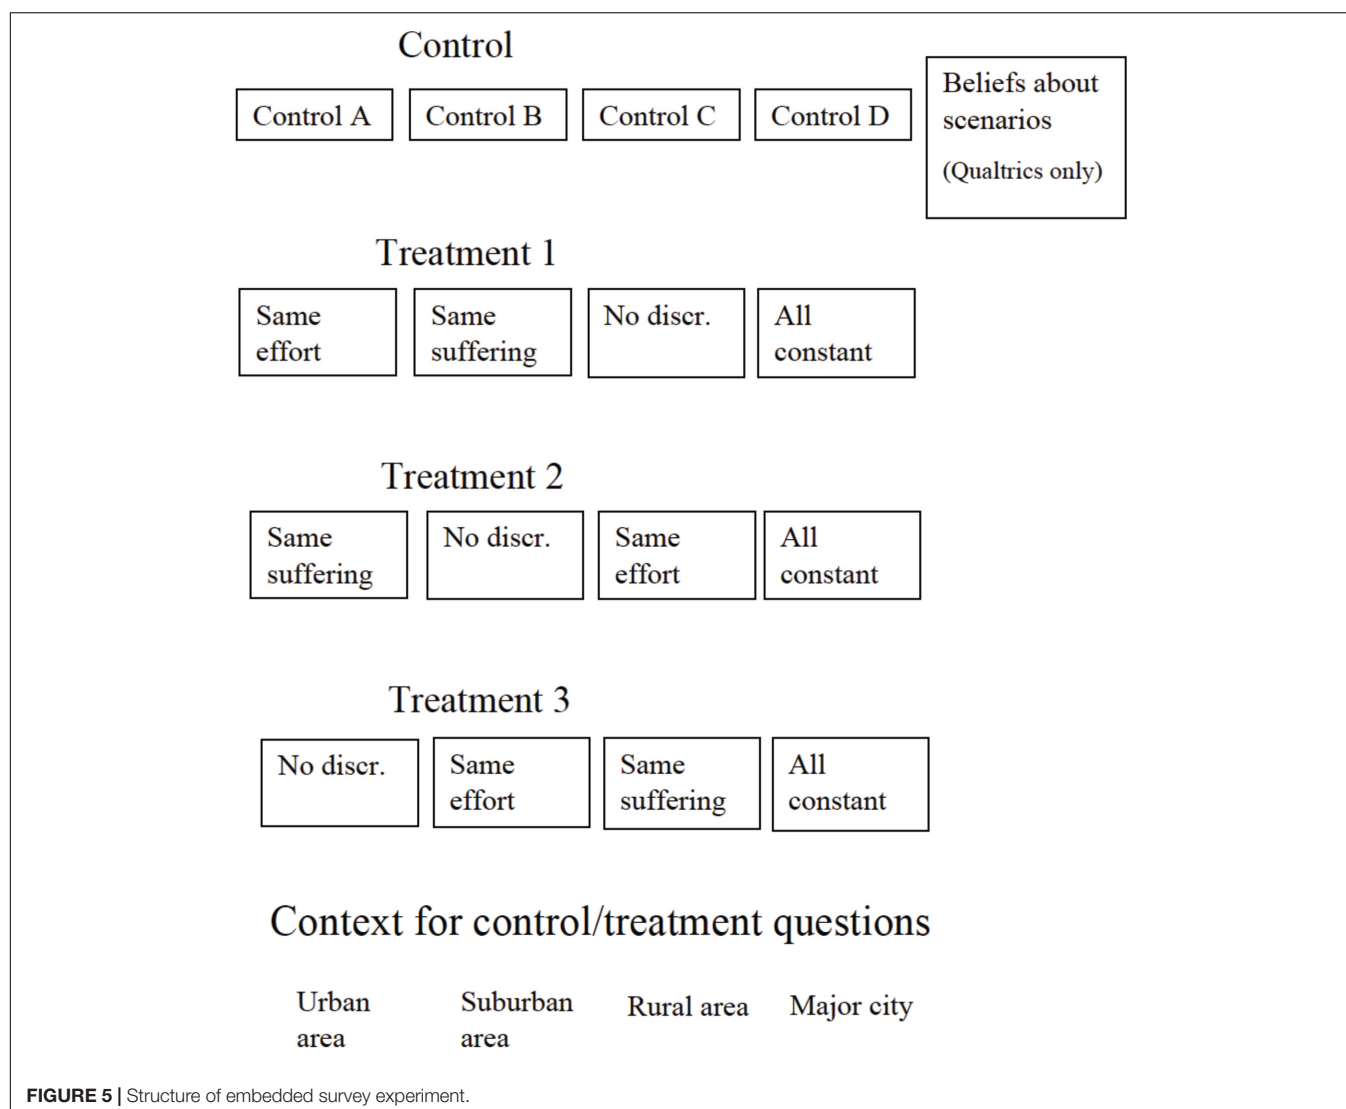 Control
Control A
Control B
Control C
Control D
Beliefs about
scenarios
(Qualtrics only)
Treatment 1
Same
effort
Same
suffering
No discr.
All
constant
Treatment 2
Same
suffering
No discr.
Same
effort
All
constant
Treatment 3
No discr.
Same
effort
Same
suffering
All
constant
Context for control/treatment questions
Urban
area
Suburban
area
Rural area
Major city
FIGURE 5 | Structure of embedded survey experiment.